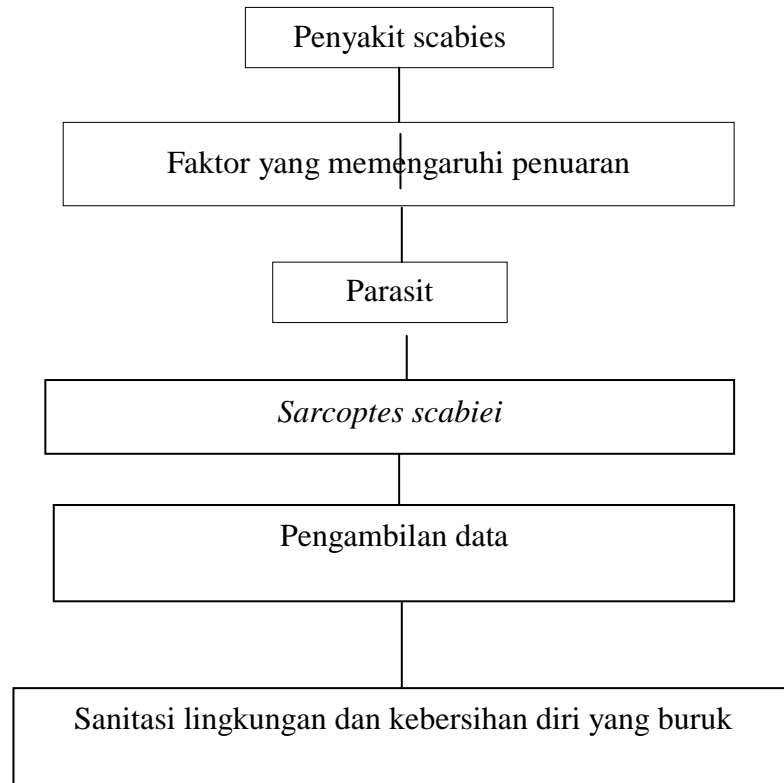 Penyakit scabies
Faktor yang memengaruhi penuaran
Parasit
Sarcoptes scabiei
Pengambilan data
Sanitasi lingkungan dan kebersihan diri yang buruk